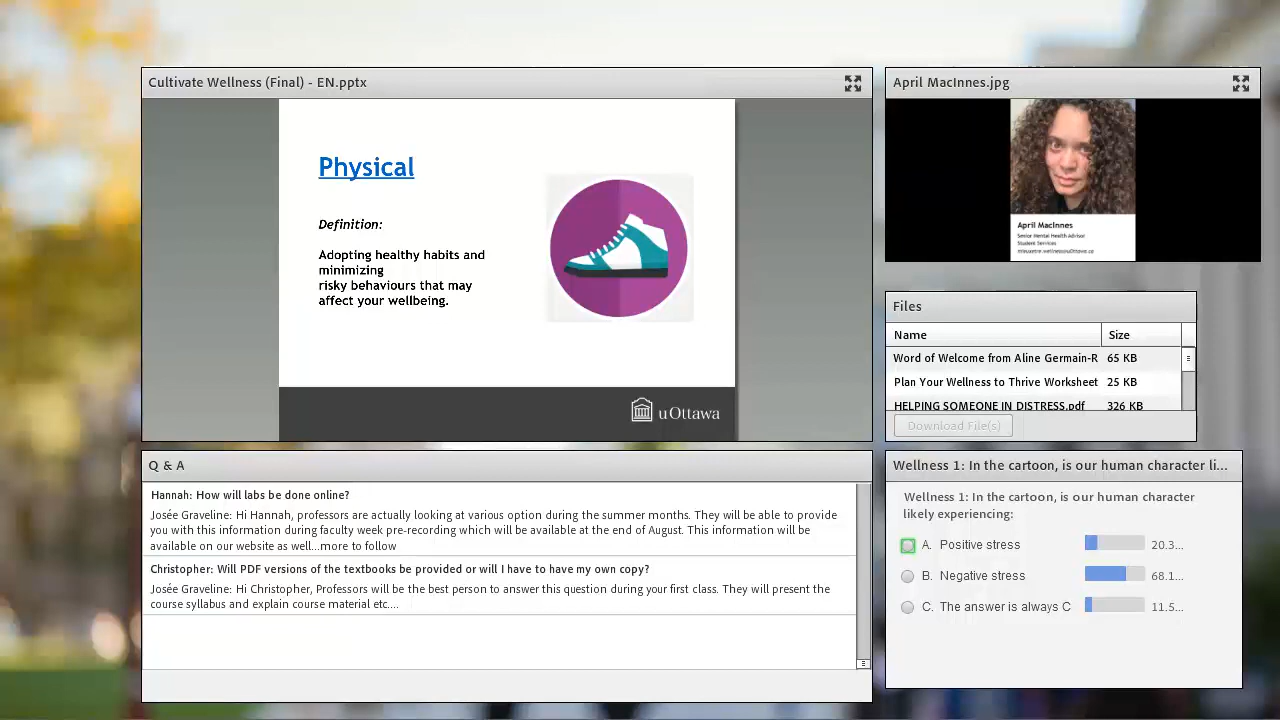 Cultivate Wellness (Final) - EN.pptx
Physical
Definition:
Adopting healthy habits and
minimizing
risky behaviours that may
affect your wellbeing.
uOttawa
April MacInnes.jpg
April MacInnes
Senior Mental Health Advisor
Student Services
Files
Name Size
Word of Welcome from Aline Germain-R 65 KB
Plan Your Wellness to Thrive Worksheet 25 KB
HELPING SOMEONE IN DISTRESS.pdf 326 KB
Download File(s)
Q & A
Hannah: How will labs be done online?
Josée Graveline: Hi Hannah, professors are actually looking at various option during the summer months. They will be able to provide
you with this information during faculty week pre-recording which will be available at the end of August. This information will be
available on our website as well...more to follow
Christopher: Will PDF versions of the textbooks be provided or will I have to have my own copy?
Josée Graveline: Hi Christopher, Professors will be the best person to answer this question during your first class. They will present the
course syllabus and explain course material etc....
Wellness 1: In the cartoon, is our human character li...
Wellness 1: In the cartoon, is our human character
likely experiencing:
A. Positive stress 20.3...
B. Negative stress 68.1...
C. The answer is always C 11.5...